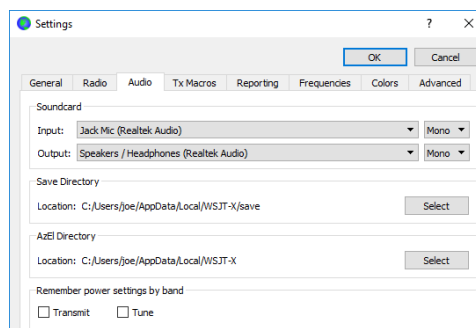 Settings
? ×
OK Cancel
General Radio Audio Tx Macros Reporting Frequencies Colors Advanced
Soundcard
Input: Jack Mic (Realtek Audio) Mono
Output: Speakers / Headphones (Realtek Audio) Mono
Save Directory
Location: C:/Users/joe/AppData/Local/WSJT-X/save Select
AzEl Directory
Location: C:/Users/joe/AppData/Local/WSJT-X Select
Remember power settings by band
Transmit Tune